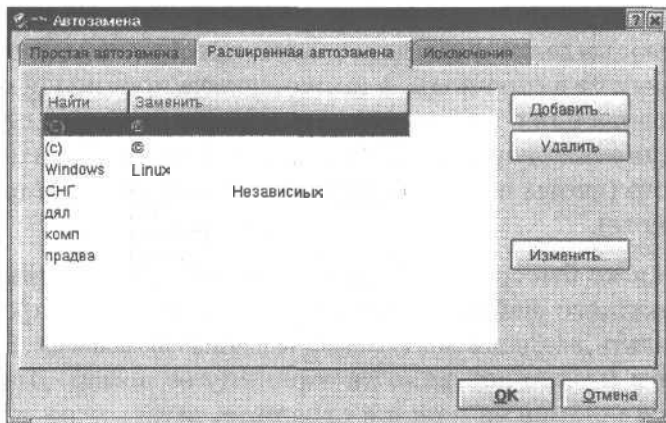 Автозамена
Простая автозамена Расширенная автозамена Исключения
Найти Заменить
©
(c) ©
Windows Linux
СНГ Независиых
дял
комп
прадва
Добавить...
Удалить
Изменить...
OK Отмена